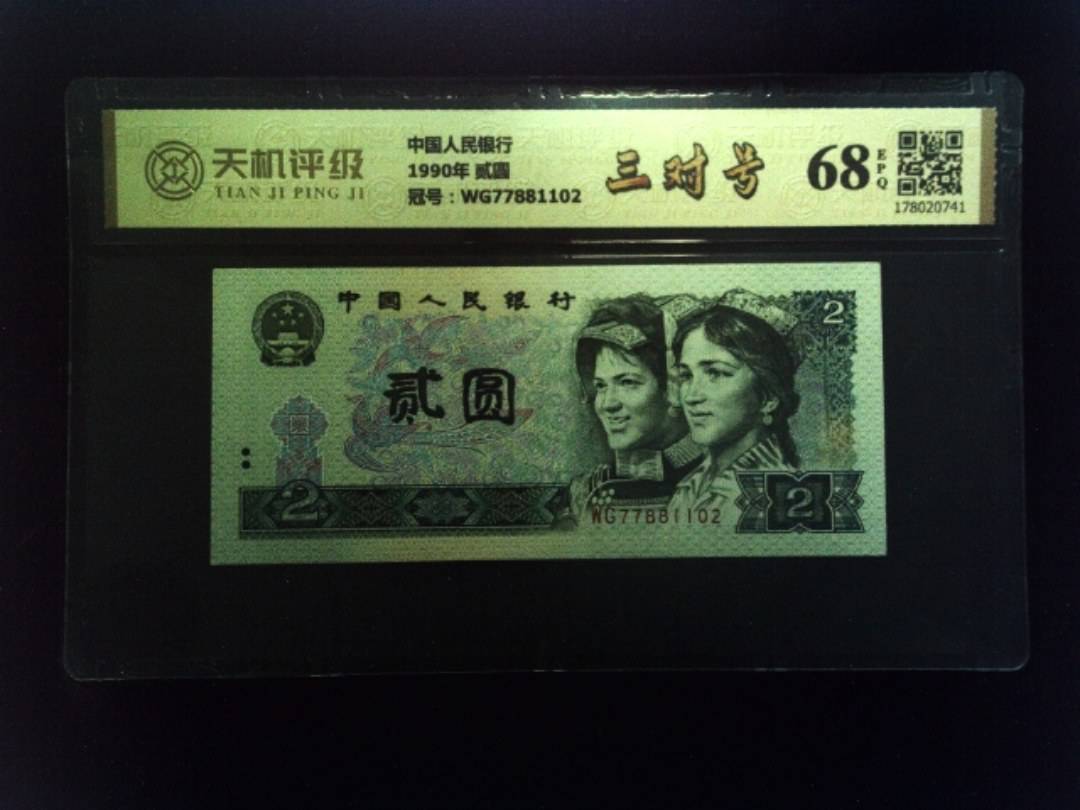 天机评级
TIAN JI PING JI
中国人民银行
1990年 贰圆
冠号：WG77881102
三对号
68
EPQ
178020741
中国人民银行
2
贰圆
2
WG77881102
2